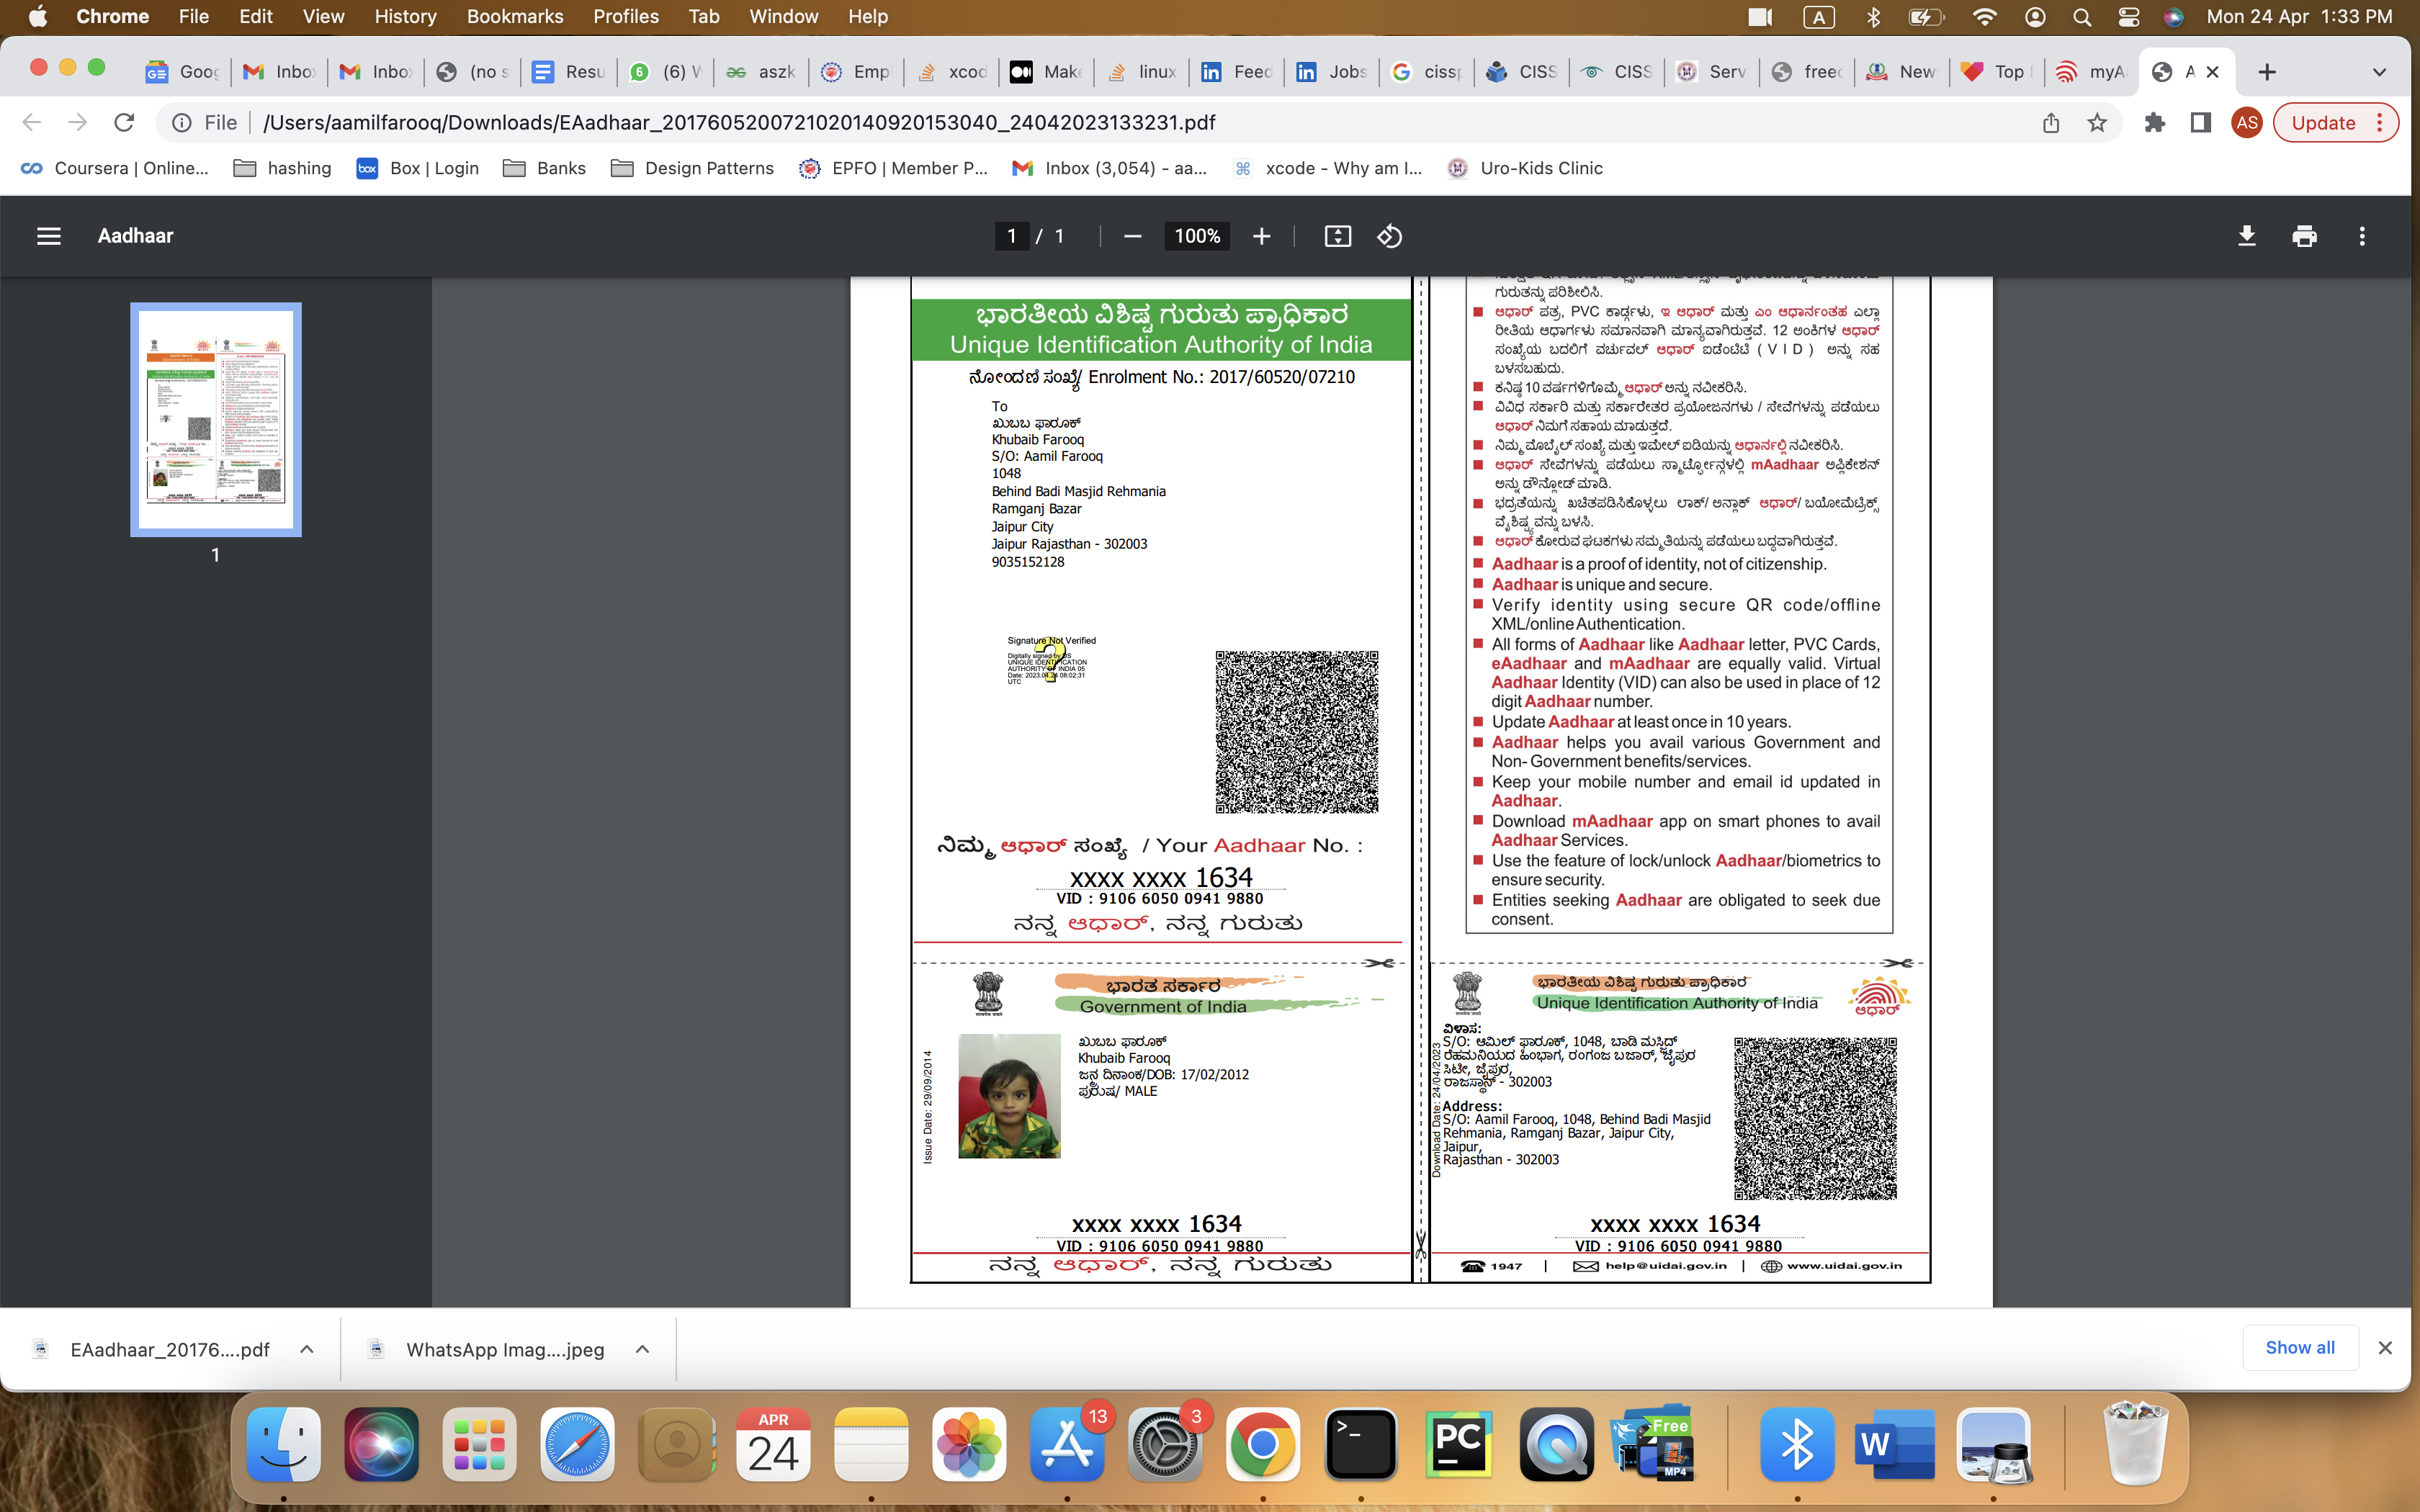 Chrome File Edit View History Bookmarks Profiles Tab Window Help
A Mon 24 Apr 1:33 PM
Goog Inbo Inbo (no s Resu (6) W aszk Emp xcod Make linux Feed Jobs cissp CISS CISS Serv freec New Top myA A
File /Users/aamilfarooq/Downloads/EAadhaar_2017605200721020140920153040_24042023133231.pdf
AS Update
Coursera | Online... hashing Box | Login Banks Design Patterns EPFO | Member P... Inbox (3,054) - aa... xcode - Why am I... Uro-Kids Clinic
Aadhaar
1 / 1 100%
1
ಭಾರತೀಯ ವಿಶಿಷ್ಟ ಗುರುತು ಪ್ರಾಧಿಕಾರ
Unique Identification Authority of India
ನೋಂದಣಿ ಸಂಖ್ಯೆ/ Enrolment No.: 2017/60520/07210
To
ಖುಬಬ ಫಾರೂಕ್
Khubaib Farooq
S/O: Aamil Farooq
1048
Behind Badi Masjid Rehmania
Ramganj Bazar
Jaipur City
Jaipur Rajasthan - 302003
9035152128
Signature Not Verified
Digitally signed by DS
UNIQUE IDENTIFICATION
AUTHORITY OF INDIA 05
Date: 2023.04.24 08:02:31
UTC
ನಿಮ್ಮ ಆಧಾರ್ ಸಂಖ್ಯೆ / Your Aadhaar No. :
xxxx xxxx 1634
VID : 9106 6050 0941 9880
ನನ್ನ ಆಧಾರ್, ನನ್ನ ಗುರುತು
ಗುರುತನ್ನು ಪರಿಶೀಲಿಸಿ.
ಆಧಾರ್ ಪತ್ರ, PVC ಕಾರ್ಡ್ಗಳು, ಇ ಆಧಾರ್ ಮತ್ತು ಎಂ ಆಧಾರ್ನಂತಹ ಎಲ್ಲಾ
ರೀತಿಯ ಆಧಾರ್ಗಳು ಸಮಾನವಾಗಿ ಮಾನ್ಯವಾಗಿರುತ್ತವೆ. 12 ಅಂಕಿಗಳ ಆಧಾರ್
ಸಂಖ್ಯೆಯ ಬದಲಿಗೆ ವರ್ಚುವಲ್ ಆಧಾರ್ ಐಡೆಂಟಿಟಿ ( V I D ) ಅನ್ನು ಸಹ
ಬಳಸಬಹುದು.
ಕನಿಷ್ಠ 10 ವರ್ಷಗಳಿಗೊಮ್ಮೆ ಆಧಾರ್ ಅನ್ನು ನವೀಕರಿಸಿ.
ವಿವಿಧ ಸರ್ಕಾರಿ ಮತ್ತು ಸರ್ಕಾರೇತರ ಪ್ರಯೋಜನಗಳು / ಸೇವೆಗಳನ್ನು ಪಡೆಯಲು
ಆಧಾರ್ ನಿಮಗೆ ಸಹಾಯ ಮಾಡುತ್ತದೆ.
ನಿಮ್ಮ ಮೊಬೈಲ್ ಸಂಖ್ಯೆ ಮತ್ತು ಇಮೇಲ್ ಐಡಿಯನ್ನು ಆಧಾರ್ನಲ್ಲಿ ನವೀಕರಿಸಿ.
ಆಧಾರ್ ಸೇವೆಗಳನ್ನು ಪಡೆಯಲು ಸ್ಮಾರ್ಟ್ಫೋನ್ಗಳಲ್ಲಿ mAadhaar ಅಪ್ಲಿಕೇಶನ್
ಅನ್ನು ಡೌನ್ಲೋಡ್ ಮಾಡಿ.
ಭದ್ರತೆಯನ್ನು ಖಚಿತಪಡಿಸಿಕೊಳ್ಳಲು ಲಾಕ್/ ಅನ್ಲಾಕ್ ಆಧಾರ್/ ಬಯೋಮೆಟ್ರಿಕ್ಸ್
ವೈಶಿಷ್ಟ್ಯವನ್ನು ಬಳಸಿ.
ಆಧಾರ್ ಕೋರುವ ಘಟಕಗಳು ಸಮ್ಮತಿಯನ್ನು ಪಡೆಯಲು ಬದ್ಧವಾಗಿರುತ್ತವೆ.
Aadhaar is a proof of identity, not of citizenship.
Aadhaar is unique and secure.
Verify identity using secure QR code/offline
XML/online Authentication.
All forms of Aadhaar like Aadhaar letter, PVC Cards,
eAadhaar and mAadhaar are equally valid. Virtual
Aadhaar Identity (VID) can also be used in place of 12
digit Aadhaar number.
Update Aadhaar at least once in 10 years.
Aadhaar helps you avail various Government and
Non- Government benefits/services.
Keep your mobile number and email id updated in
Aadhaar.
Download mAadhaar app on smart phones to avail
Aadhaar Services.
Use the feature of lock/unlock Aadhaar/biometrics to
ensure security.
Entities seeking Aadhaar are obligated to seek due
consent.
ಭಾರತ ಸರ್ಕಾರ
Government of India
Issue Date: 29/09/2014
ಖುಬಬ ಫಾರೂಕ್
Khubaib Farooq
ಜನ್ಮ ದಿನಾಂಕ/DOB: 17/02/2012
ಪುರುಷ/ MALE
xxxx xxxx 1634
VID : 9106 6050 0941 9880
ನನ್ನ ಆಧಾರ್, ನನ್ನ ಗುರುತು
ಭಾರತೀಯ ವಿಶಿಷ್ಟ ಗುರುತು ಪ್ರಾಧಿಕಾರ
Unique Identification Authority of India
ಆಧಾರ್
Download Date: 24/04/2023
ವಿಳಾಸ:
S/O: ಆಮಿಲ್ ಫಾರೂಕ್, 1048, ಬಾಡಿ ಮಸ್ಜಿದ್
ರೆಹಮನಿಯದ ಹಿಂಭಾಗ, ರಂಗಂಜ ಬಜಾರ್, ಜೈಪುರ
ಸಿಟೀ, ಜೈಪುರ,
ರಾಜಸ್ಥಾನ್ - 302003
Address:
S/O: Aamil Farooq, 1048, Behind Badi Masjid
Rehmania, Ramganj Bazar, Jaipur City,
Jaipur,
Rajasthan - 302003
xxxx xxxx 1634
VID : 9106 6050 0941 9880
1947 | help@uidai.gov.in | www.uidai.gov.in
EAadhaar_20176....pdf WhatsApp Imag....jpeg Show all
APR
24
13
3
PC
Free
MP4
W